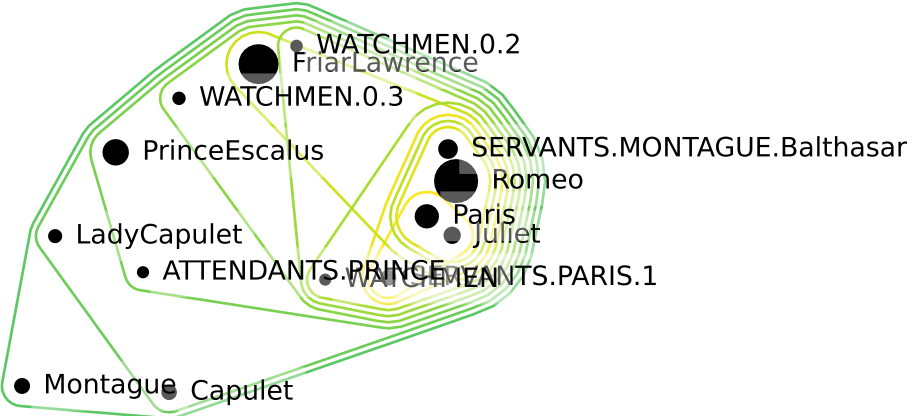 WATCHMEN.0.2
FriarLawrence
WATCHMEN.0.3
SERVANTS.MONTAGUE.Balthasar
PrinceEscalus
Romeo
Paris
Juliet
LadyCapulet
ATTENDANTS.PRINCE
WATCHMEN
SERVANTS.PARIS.1
Montague
Capulet